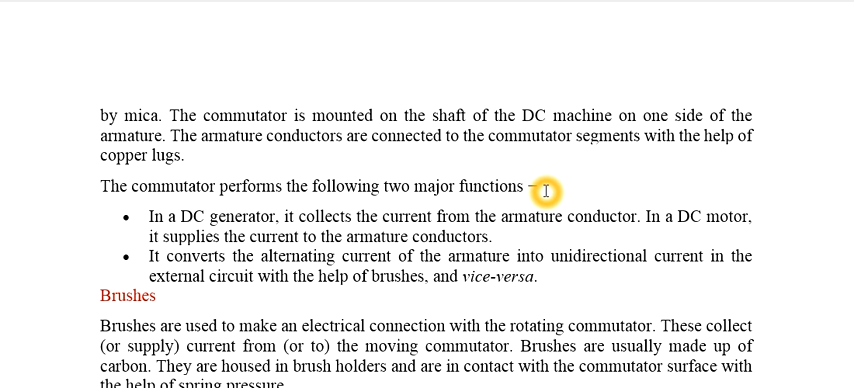 by mica. The commutator is mounted on the shaft of the DC machine on one side of the
armature. The armature conductors are connected to the commutator segments with the help of
copper lugs.
The commutator performs the following two major functions –
• In a DC generator, it collects the current from the armature conductor. In a DC motor,
it supplies the current to the armature conductors.
• It converts the alternating current of the armature into unidirectional current in the
external circuit with the help of brushes, and vice-versa.
Brushes
Brushes are used to make an electrical connection with the rotating commutator. These collect
(or supply) current from (or to) the moving commutator. Brushes are usually made up of
carbon. They are housed in brush holders and are in contact with the commutator surface with
the help of spring pressure.